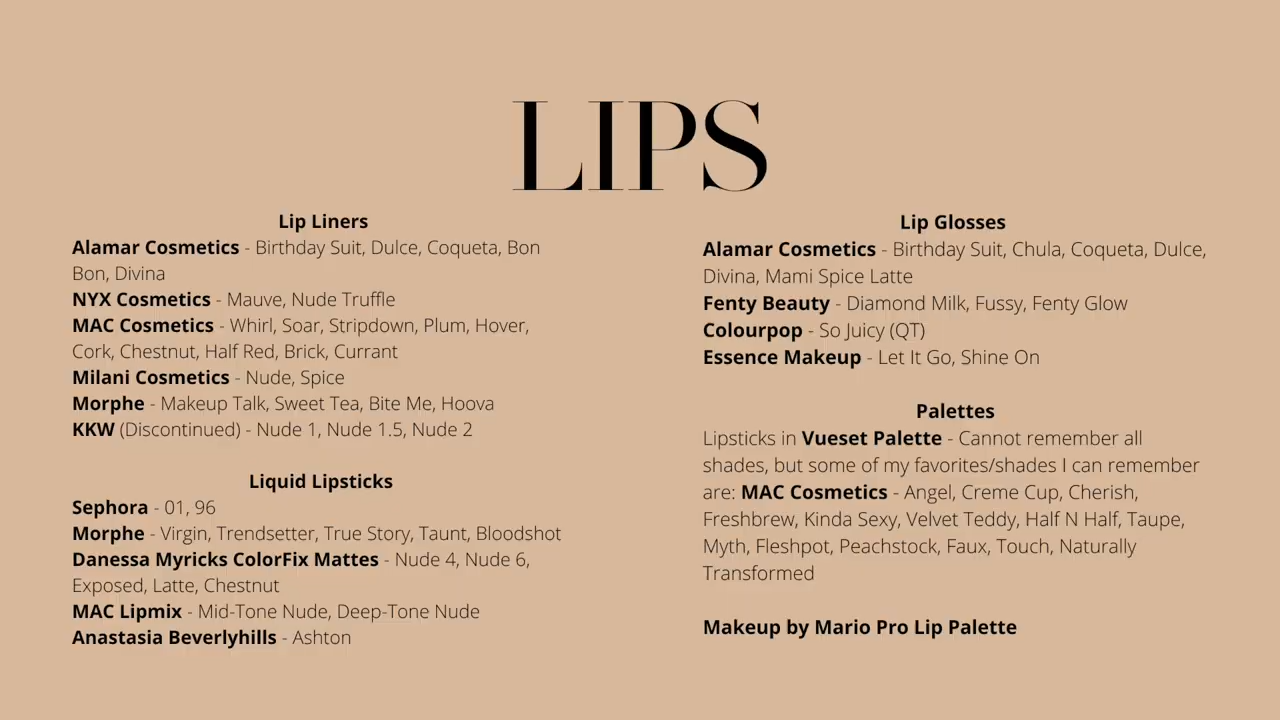 LIPS
Lip Liners
Alamar Cosmetics - Birthday Suit, Dulce, Coqueta, Bon
Bon, Divina
NYX Cosmetics - Mauve, Nude Truffle
MAC Cosmetics - Whirl, Soar, Stripdown, Plum, Hover,
Cork, Chestnut, Half Red, Brick, Currant
Milani Cosmetics - Nude, Spice
Morphe - Makeup Talk, Sweet Tea, Bite Me, Hoova
KKW (Discontinued) - Nude 1, Nude 1.5, Nude 2
Liquid Lipsticks
Sephora - 01, 96
Morphe - Virgin, Trendsetter, True Story, Taunt, Bloodshot
Danessa Myricks ColorFix Mattes - Nude 4, Nude 6,
Exposed, Latte, Chestnut
MAC Lipmix - Mid-Tone Nude, Deep-Tone Nude
Anastasia Beverlyhills - Ashton
Lip Glosses
Alamar Cosmetics - Birthday Suit, Chula, Coqueta, Dulce,
Divina, Mami Spice Latte
Fenty Beauty - Diamond Milk, Fussy, Fenty Glow
Colourpop - So Juicy (QT)
Essence Makeup - Let It Go, Shine On
Palettes
Lipsticks in Vueset Palette - Cannot remember all
shades, but some of my favorites/shades I can remember
are: MAC Cosmetics - Angel, Creme Cup, Cherish,
Freshbrew, Kinda Sexy, Velvet Teddy, Half N Half, Taupe,
Myth, Fleshpot, Peachstock, Faux, Touch, Naturally
Transformed
Makeup by Mario Pro Lip Palette